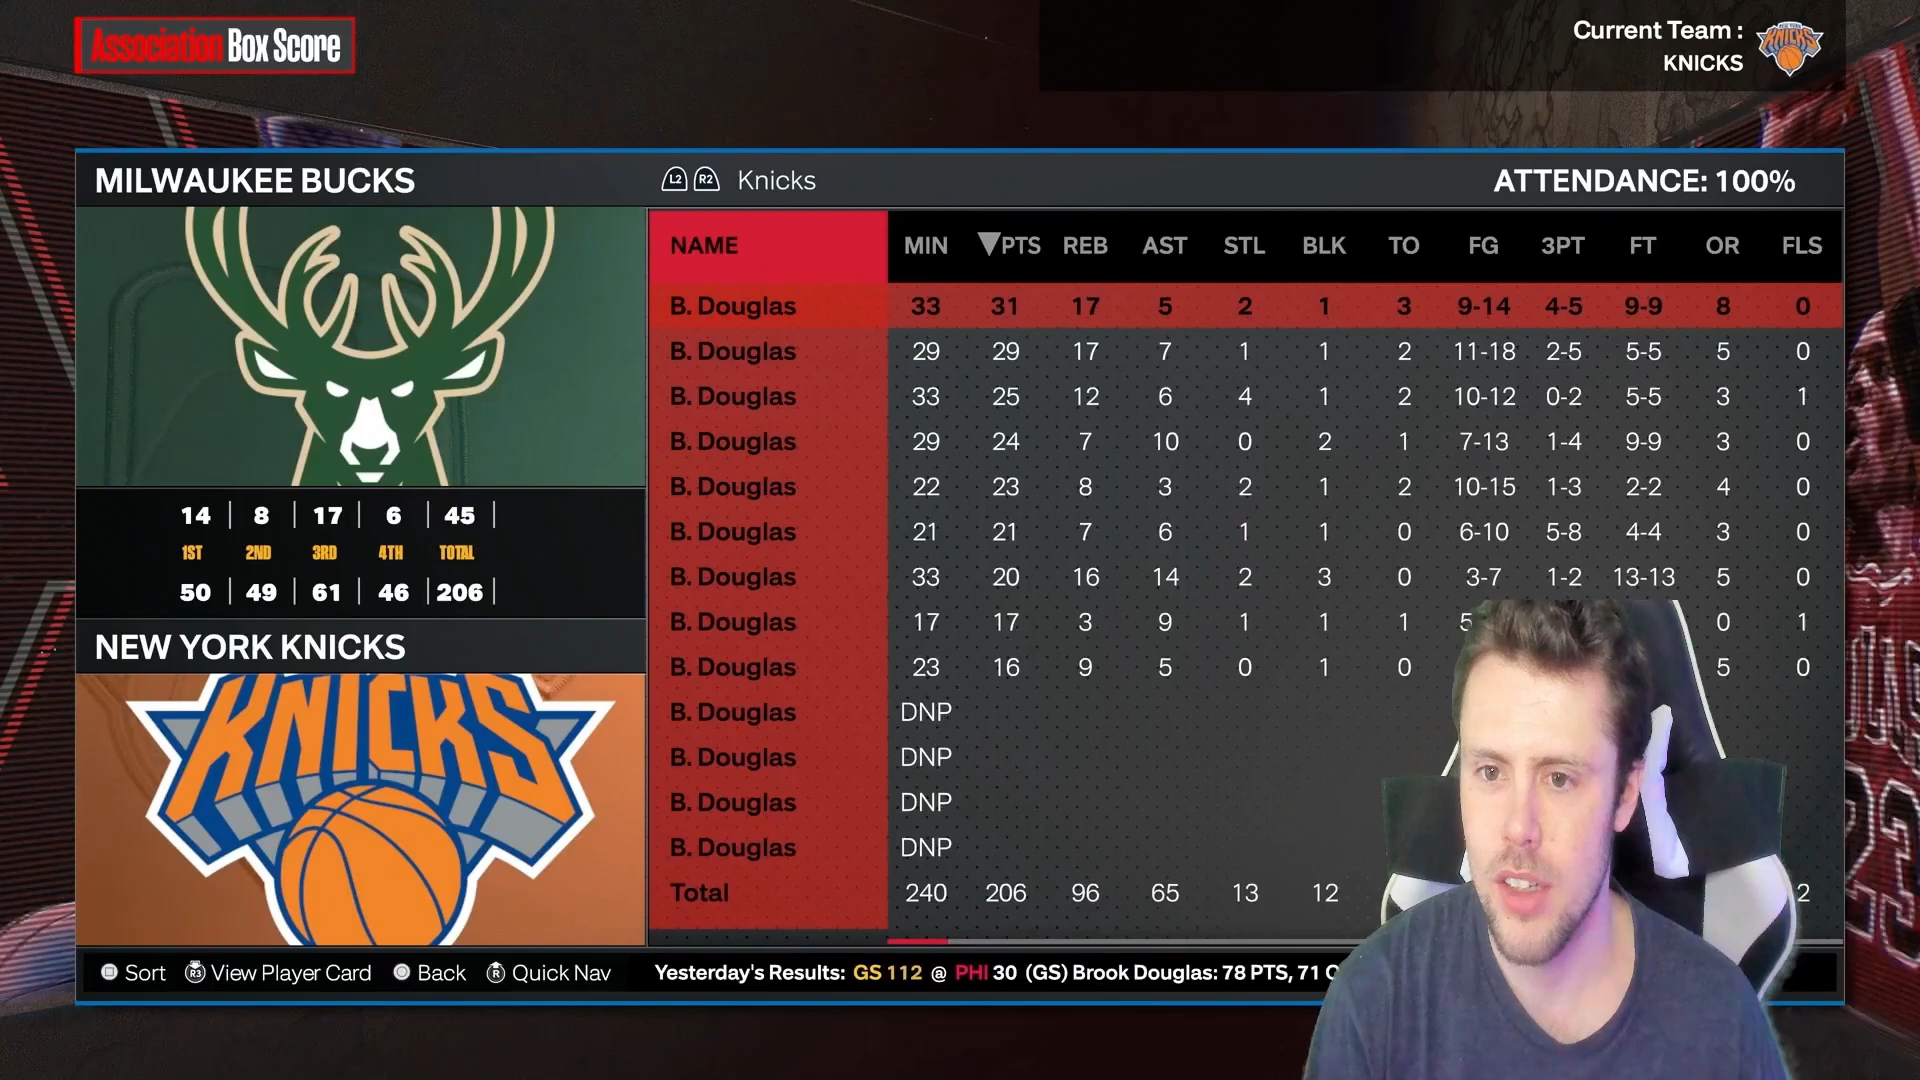 Association Box Score
Current Team :
KNICKS
KNICKS
MILWAUKEE BUCKS
L2 R2 Knicks
ATTENDANCE: 100%
NAME MIN PTS REB AST STL BLK TO FG 3PT FT OR FLS
B. Douglas 33 31 17 5 2 1 3 9-14 4-5 9-9 8 0
B. Douglas 29 29 17 7 1 1 2 11-18 2-5 5-5 5 0
B. Douglas 33 25 12 6 4 1 2 10-12 0-2 5-5 3 1
B. Douglas 29 24 7 10 0 2 1 7-13 1-4 9-9 3 0
B. Douglas 22 23 8 3 2 1 2 10-15 1-3 2-2 4 0
B. Douglas 21 21 7 6 1 1 0 6-10 5-8 4-4 3 0
B. Douglas 33 20 16 14 2 3 0 3-7 1-2 13-13 5 0
B. Douglas 17 17 3 9 1 1 1 5 0 1
B. Douglas 23 16 9 5 0 1 0 5 0
B. Douglas DNP
B. Douglas DNP
B. Douglas DNP
B. Douglas DNP
Total 240 206 96 65 13 12 2
14 8 17 6 45
1ST 2ND 3RD 4TH TOTAL
50 49 61 46 206
NEW YORK KNICKS
KNICKS
Sort R3 View Player Card Back R Quick Nav
Yesterday's Results: GS 112 @ PHI 30 (GS) Brook Douglas: 78 PTS, 71
23